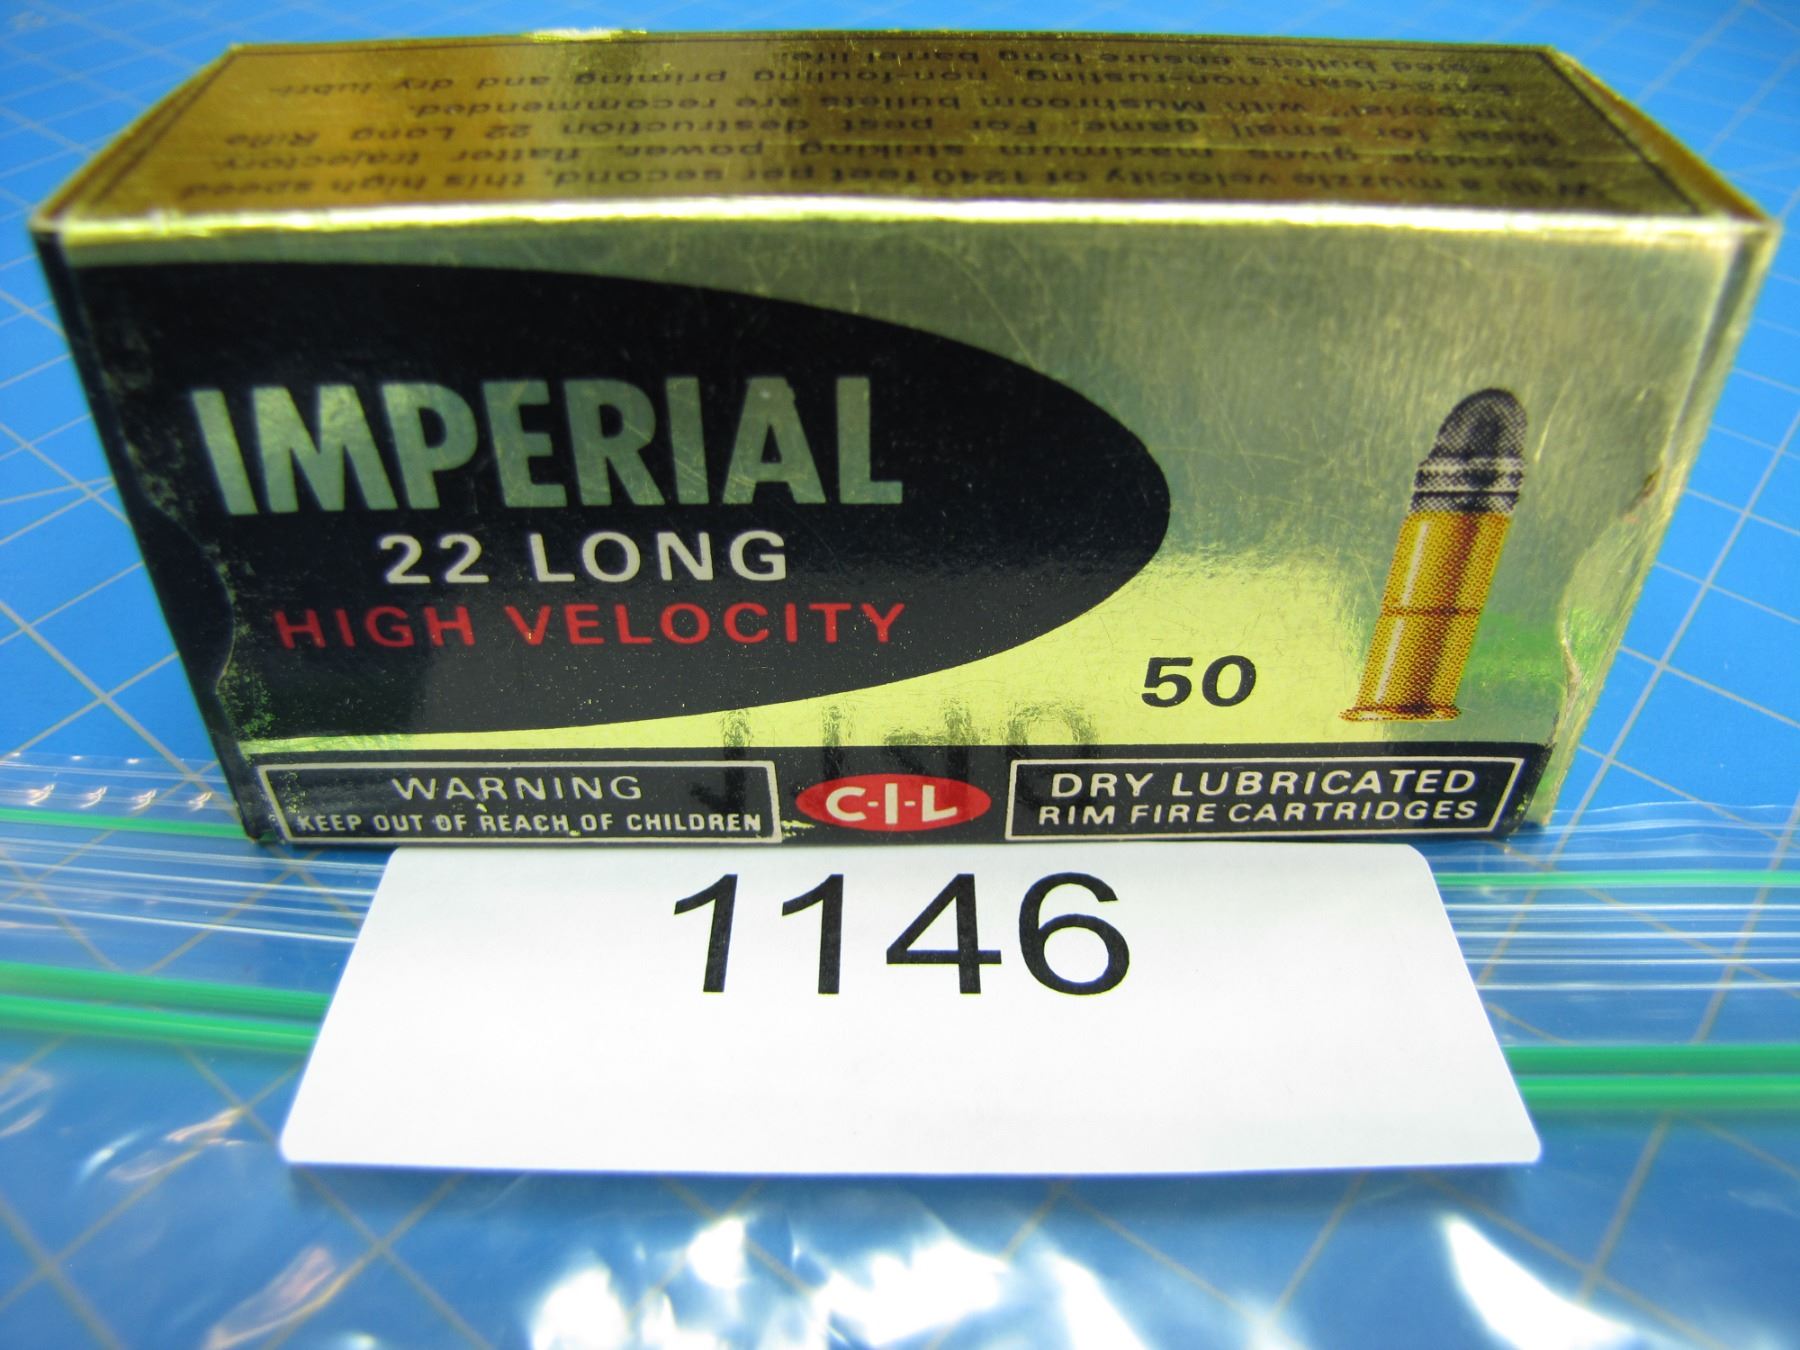 With a muzzle velocity of 1240 feet per second, this high speed
cartridge gives maximum striking power, flatter trajectory.
Ideal for small game. For pest destruction 22 Long Rifle
"Imperial" with Mushroom bullets are recommended.
Extra-clean, non-rusting, non-fouling priming and dry lubri-
cated bullets ensure long barrel life.
IMPERIAL
22 LONG
HIGH VELOCITY
50
WARNING
KEEP OUT OF REACH OF CHILDREN
C-I-L
DRY LUBRICATED
RIM FIRE CARTRIDGES
1146